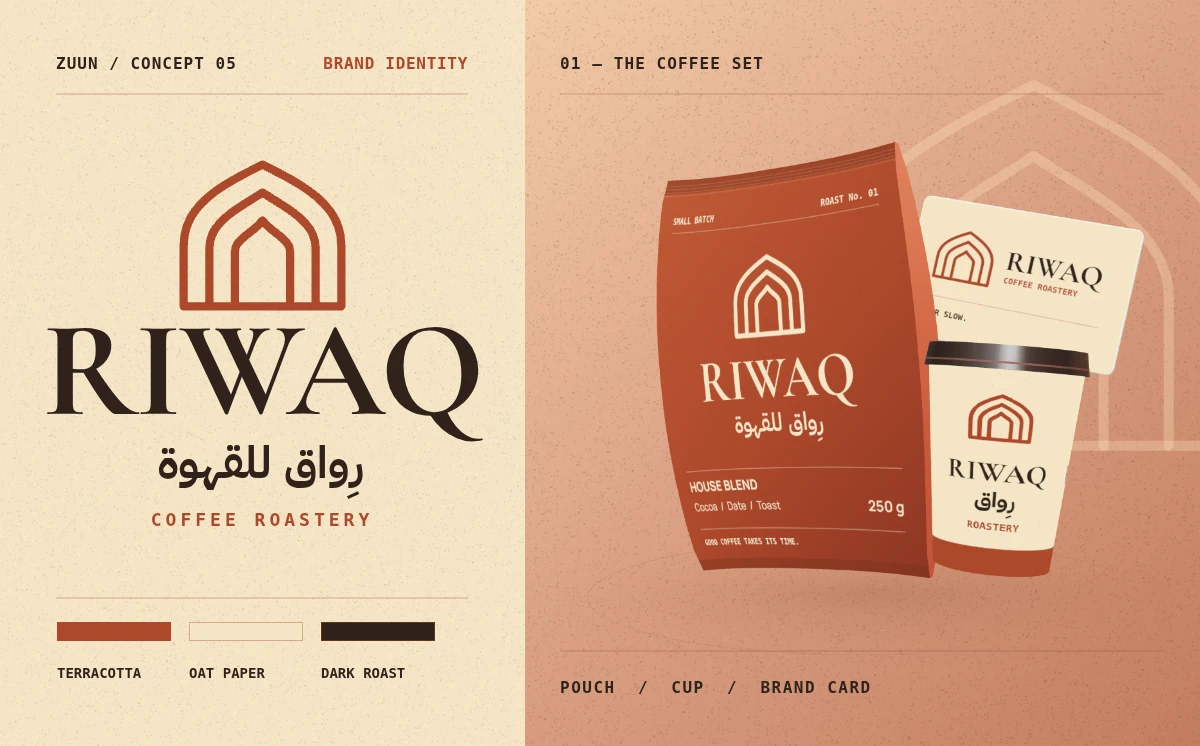 ZUUN / CONCEPT 05
BRAND IDENTITY
RIWAQ
رِواق للقهوة
COFFEE ROASTERY
TERRACOTTA
OAT PAPER
DARK ROAST
01 — THE COFFEE SET
SMALL BATCH
ROAST No. 01
RIWAQ
رِواق للقهوة
HOUSE BLEND
Cocoa / Date / Toast
250 g
GOOD COFFEE TAKES ITS TIME.
RIWAQ
COFFEE ROASTERY
SLOW.
RIWAQ
رِواق
ROASTERY
POUCH / CUP / BRAND CARD